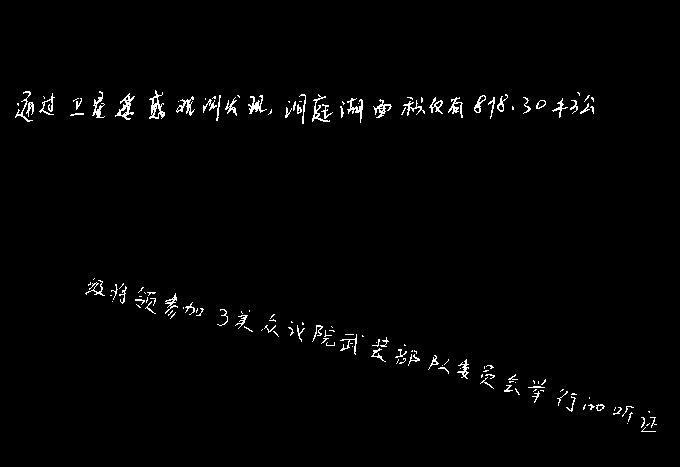 通过卫星遥感观测发现,洞庭湖面积仅有898.30平方公
级将领参加了美众议院武装部队委员会举行的听证